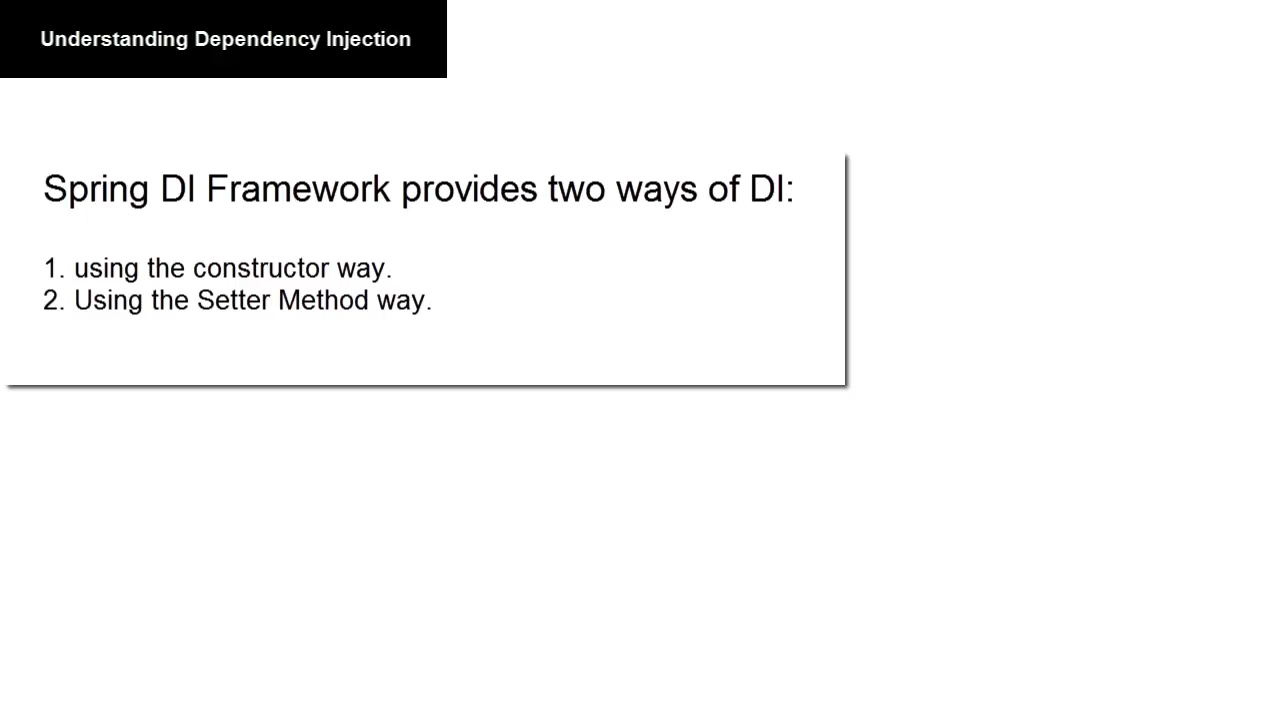 Understanding Dependency Injection
Spring DI Framework provides two ways of DI:
1. using the constructor way.
2. Using the Setter Method way.